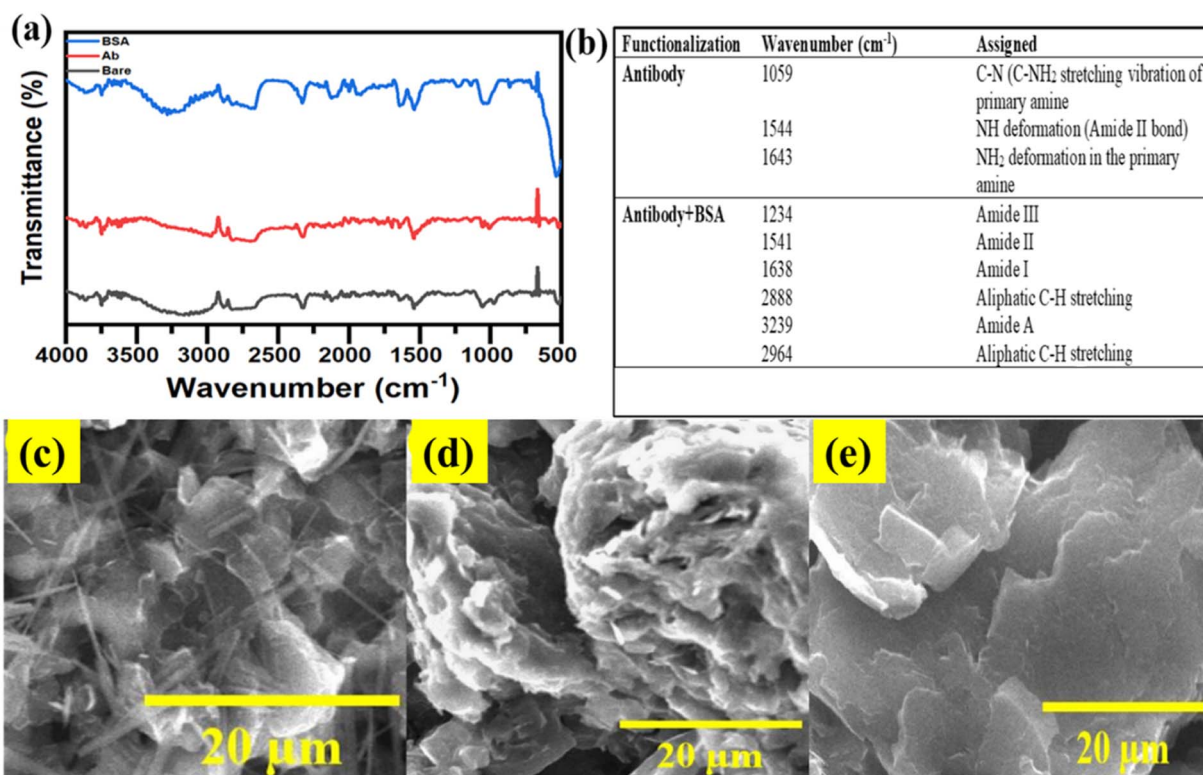 (a)
BSA
Ab
Bare
Transmittance (%)
4000 3500 3000 2500 2000 1500 1000 500
Wavenumber (cm-1)
(b)
Functionalization Wavenumber (cm-1) Assigned
Antibody 1059 C-N (C-NH2 stretching vibration of
primary amine
1544 NH deformation (Amide II bond)
1643 NH2 deformation in the primary
amine
Antibody+BSA 1234 Amide III
1541 Amide II
1638 Amide I
2888 Aliphatic C-H stretching
3239 Amide A
2964 Aliphatic C-H stretching
(c)
20 µm
(d)
20 µm
(e)
20 µm